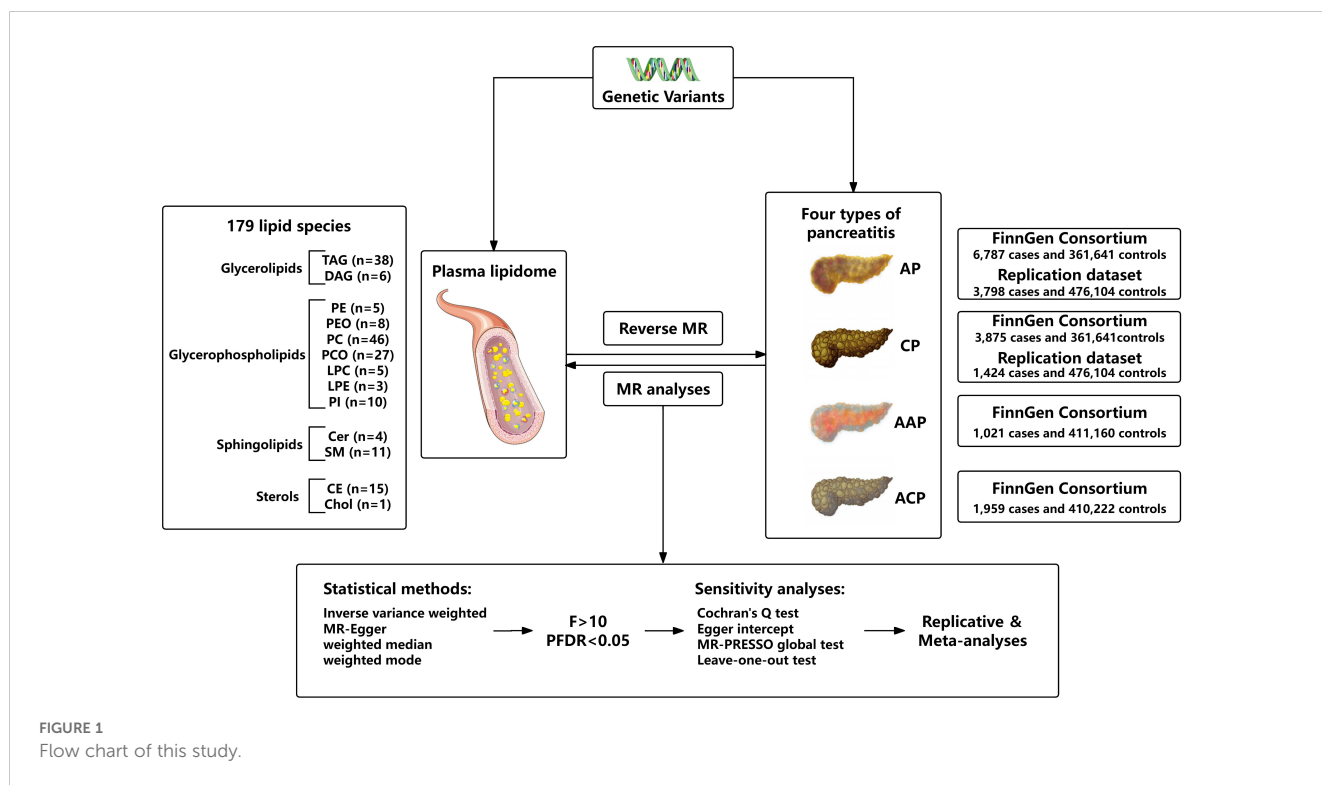 Genetic Variants
179 lipid species
Glycerolipids
TAG (n=38)
DAG (n=6)
Glycerophospholipids
PE (n=5)
PEO (n=8)
PC (n=46)
PCO (n=27)
LPC (n=5)
LPE (n=3)
PI (n=10)
Sphingolipids
Cer (n=4)
SM (n=11)
Sterols
CE (n=15)
Chol (n=1)
Plasma lipidome
Reverse MR
MR analyses
Four types of
pancreatitis
AP
CP
AAP
ACP
FinnGen Consortium
6,787 cases and 361,641 controls
Replication dataset
3,798 cases and 476,104 controls
FinnGen Consortium
3,875 cases and 361,641controls
Replication dataset
1,424 cases and 476,104 controls
FinnGen Consortium
1,021 cases and 411,160 controls
FinnGen Consortium
1,959 cases and 410,222 controls
Statistical methods:
Inverse variance weighted
MR-Egger
weighted median
weighted mode
F>10
PFDR<0.05
Sensitivity analyses:
Cochran's Q test
Egger intercept
MR-PRESSO global test
Leave-one-out test
Replicative &
Meta-analyses
FIGURE 1
Flow chart of this study.